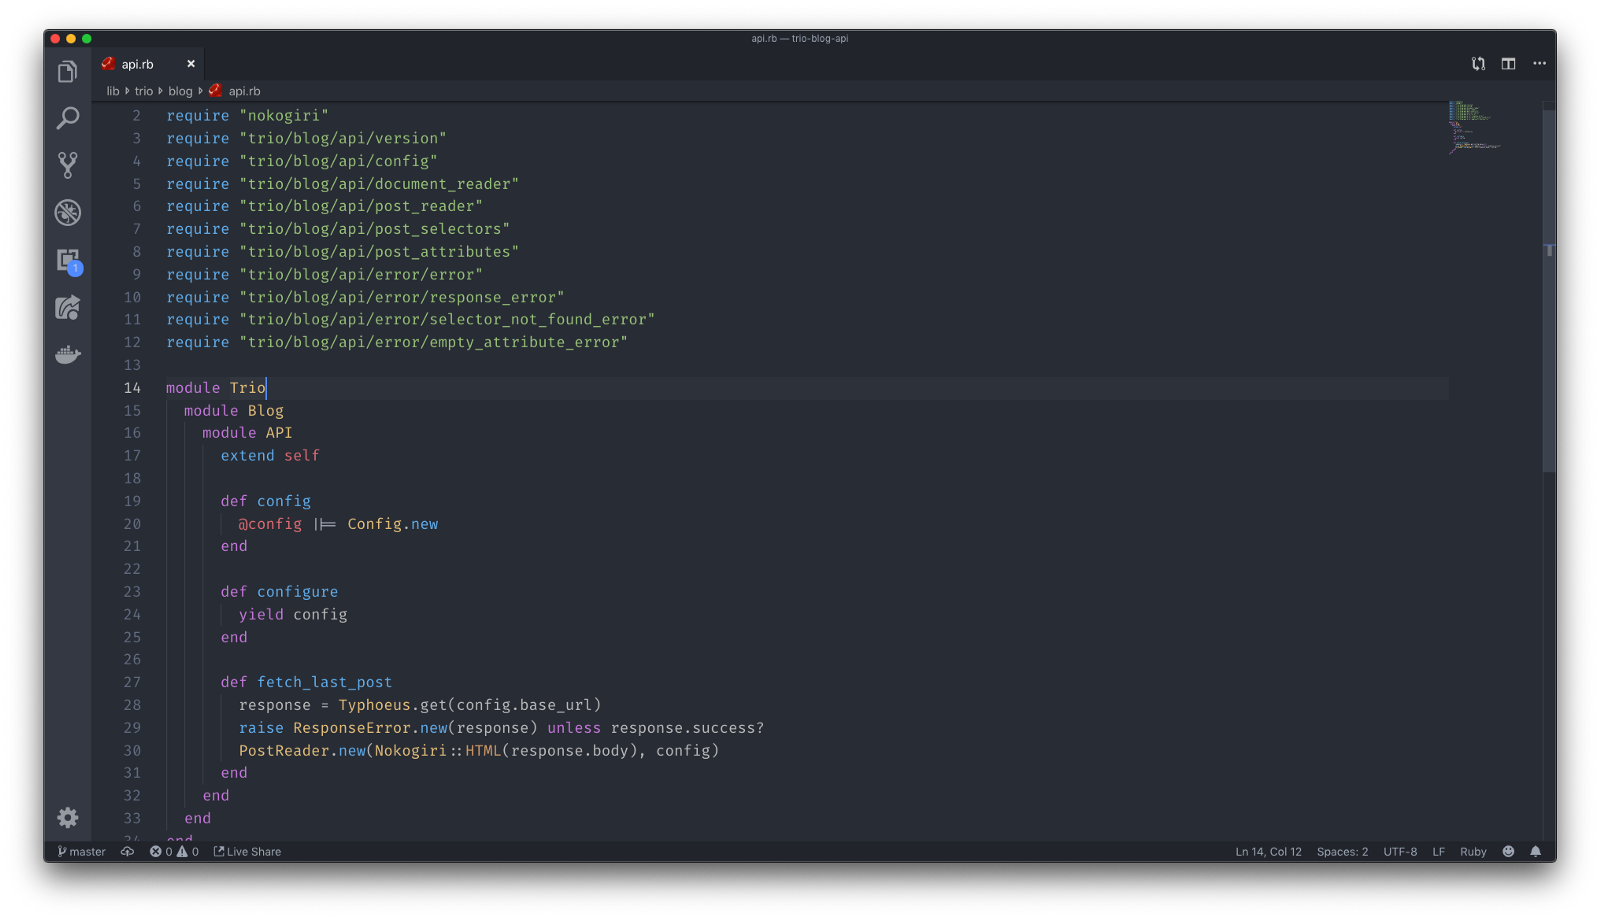 api.rb — trio-blog-api
api.rb
lib trio blog api.rb
2 require "nokogiri"
3 require "trio/blog/api/version"
4 require "trio/blog/api/config"
5 require "trio/blog/api/document_reader"
6 require "trio/blog/api/post_reader"
7 require "trio/blog/api/post_selectors"
8 require "trio/blog/api/post_attributes"
9 require "trio/blog/api/error/error"
10 require "trio/blog/api/error/response_error"
11 require "trio/blog/api/error/selector_not_found_error"
12 require "trio/blog/api/error/empty_attribute_error"
13
14 module Trio
15   module Blog
16     module API
17       extend self
18
19       def config
20         @config ||= Config.new
21       end
22
23       def configure
24         yield config
25       end
26
27       def fetch_last_post
28         response = Typhoeus.get(config.base_url)
29         raise ResponseError.new(response) unless response.success?
30         PostReader.new(Nokogiri::HTML(response.body), config)
31       end
32     end
33   end
34 end
1
master 0 0 Live Share Ln 14, Col 12 Spaces: 2 UTF-8 LF Ruby